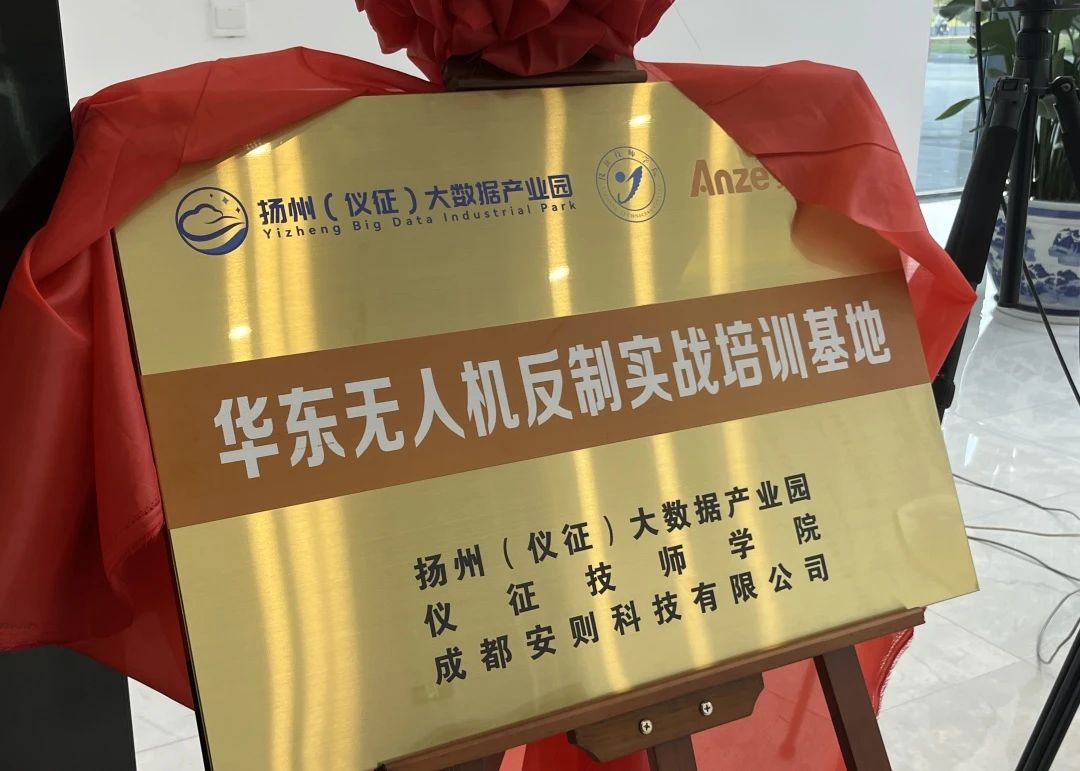 扬州（仪征）大数据产业园
Yizheng Big Data Industrial Park
Anze
华东无人机反制实战培训基地
扬州（仪征）大数据产业园
仪征技师学院
成都安则科技有限公司